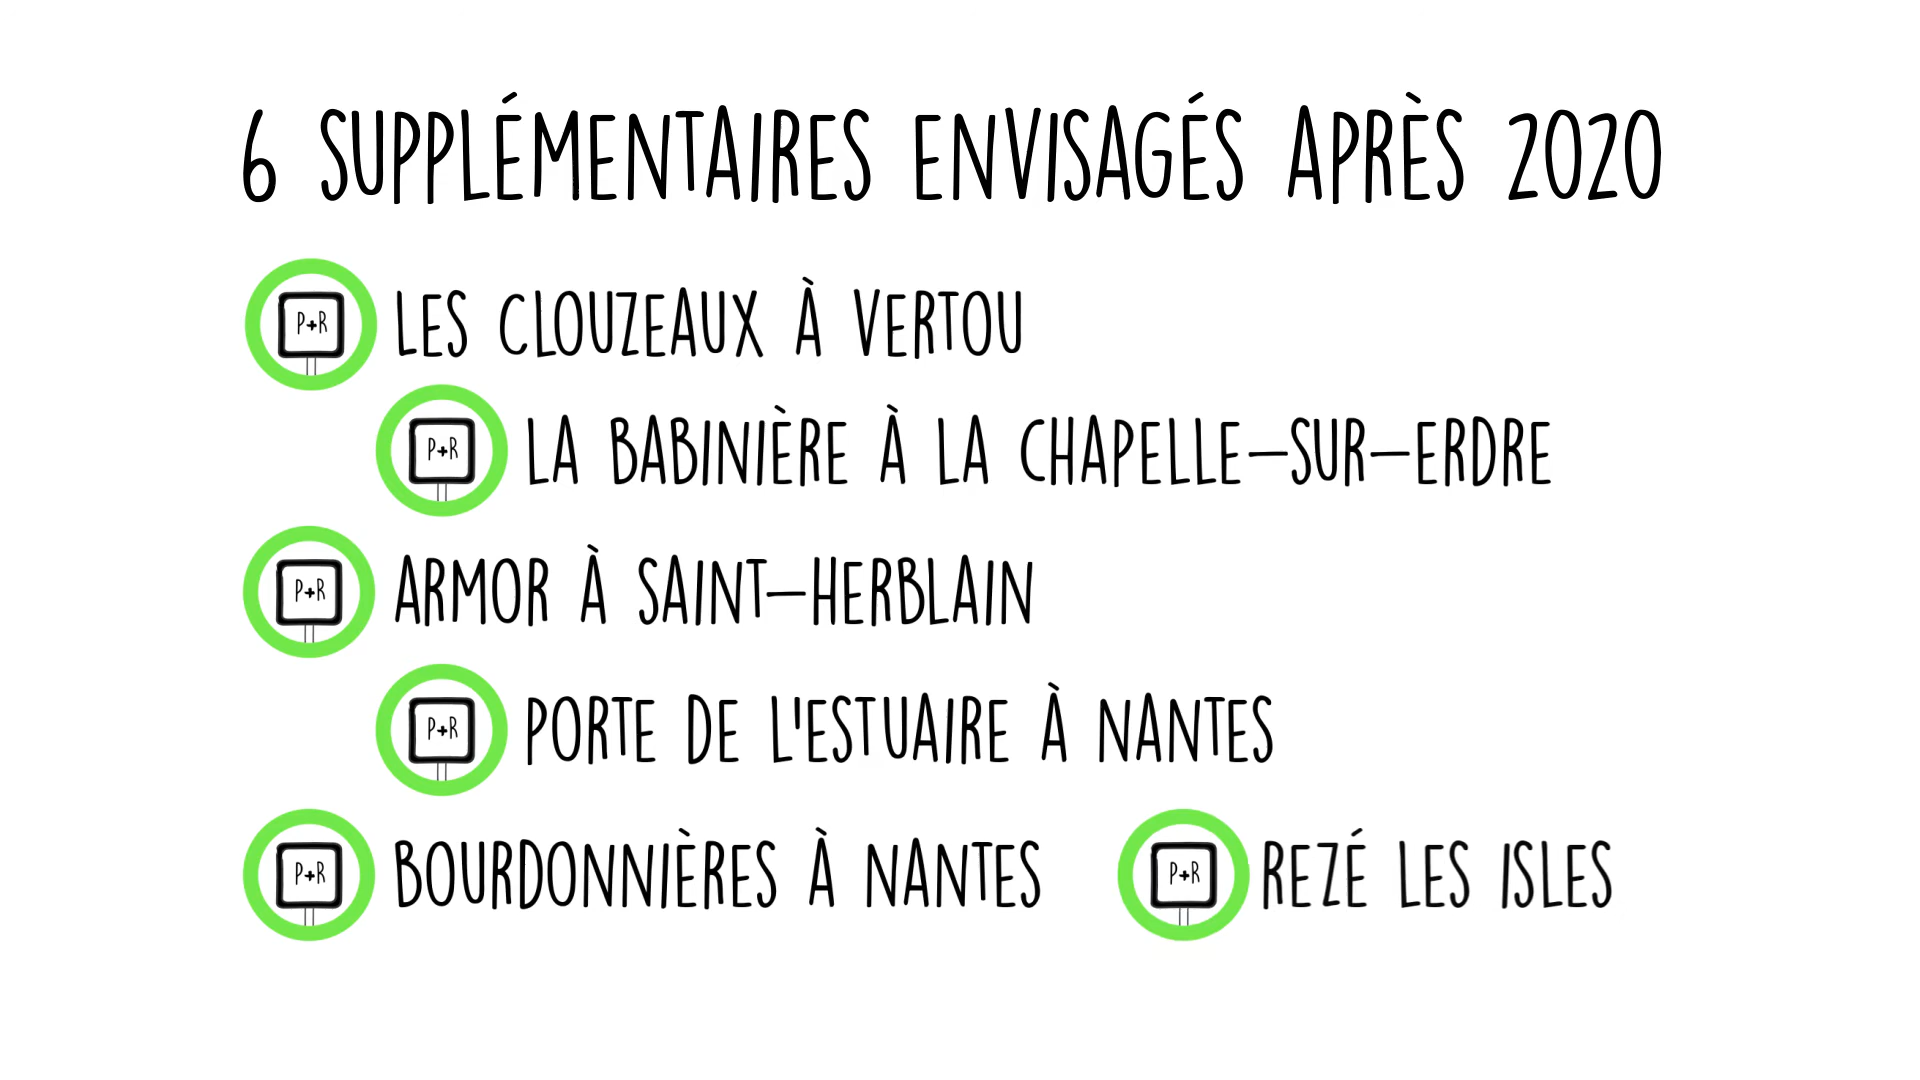 6 SUPPLÉMENTAIRES ENVISAGÉS APRÈS 2020
P+R LES CLOUZEAUX À VERTOU
P+R LA BABINIÈRE À LA CHAPELLE-SUR-ERDRE
P+R ARMOR À SAINT-HERBLAIN
P+R PORTE DE L'ESTUAIRE À NANTES
P+R BOURDONNIÈRES À NANTES P+R REZÉ LES ISLES